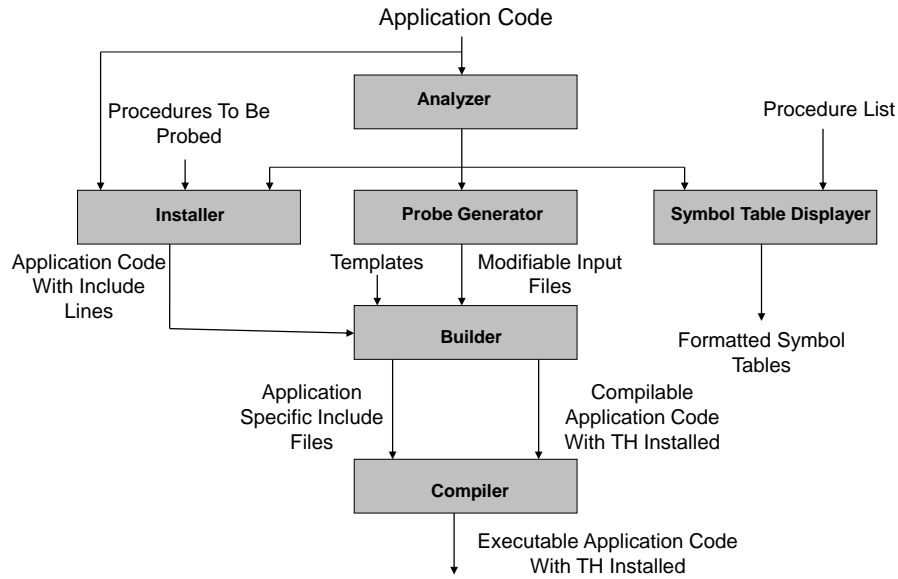 Application Code
Analyzer
Procedures To Be
Probed
Procedure List
Installer
Probe Generator
Symbol Table Displayer
Application Code
With Include
Lines
Templates
Modifiable Input
Files
Builder
Formatted Symbol
Tables
Application
Specific Include
Files
Compilable
Application Code
With TH Installed
Compiler
Executable Application Code
With TH Installed